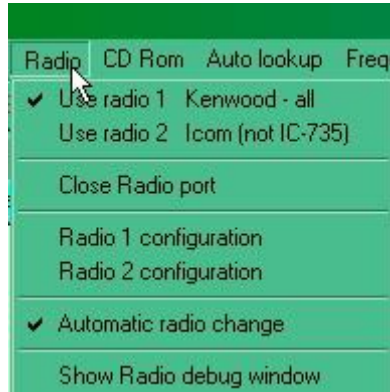 Radio CD Rom Auto lookup Freq
Use radio 1 Kenwood - all
Use radio 2 Icom (not IC-735)
Close Radio port
Radio 1 configuration
Radio 2 configuration
Automatic radio change
Show Radio debug window